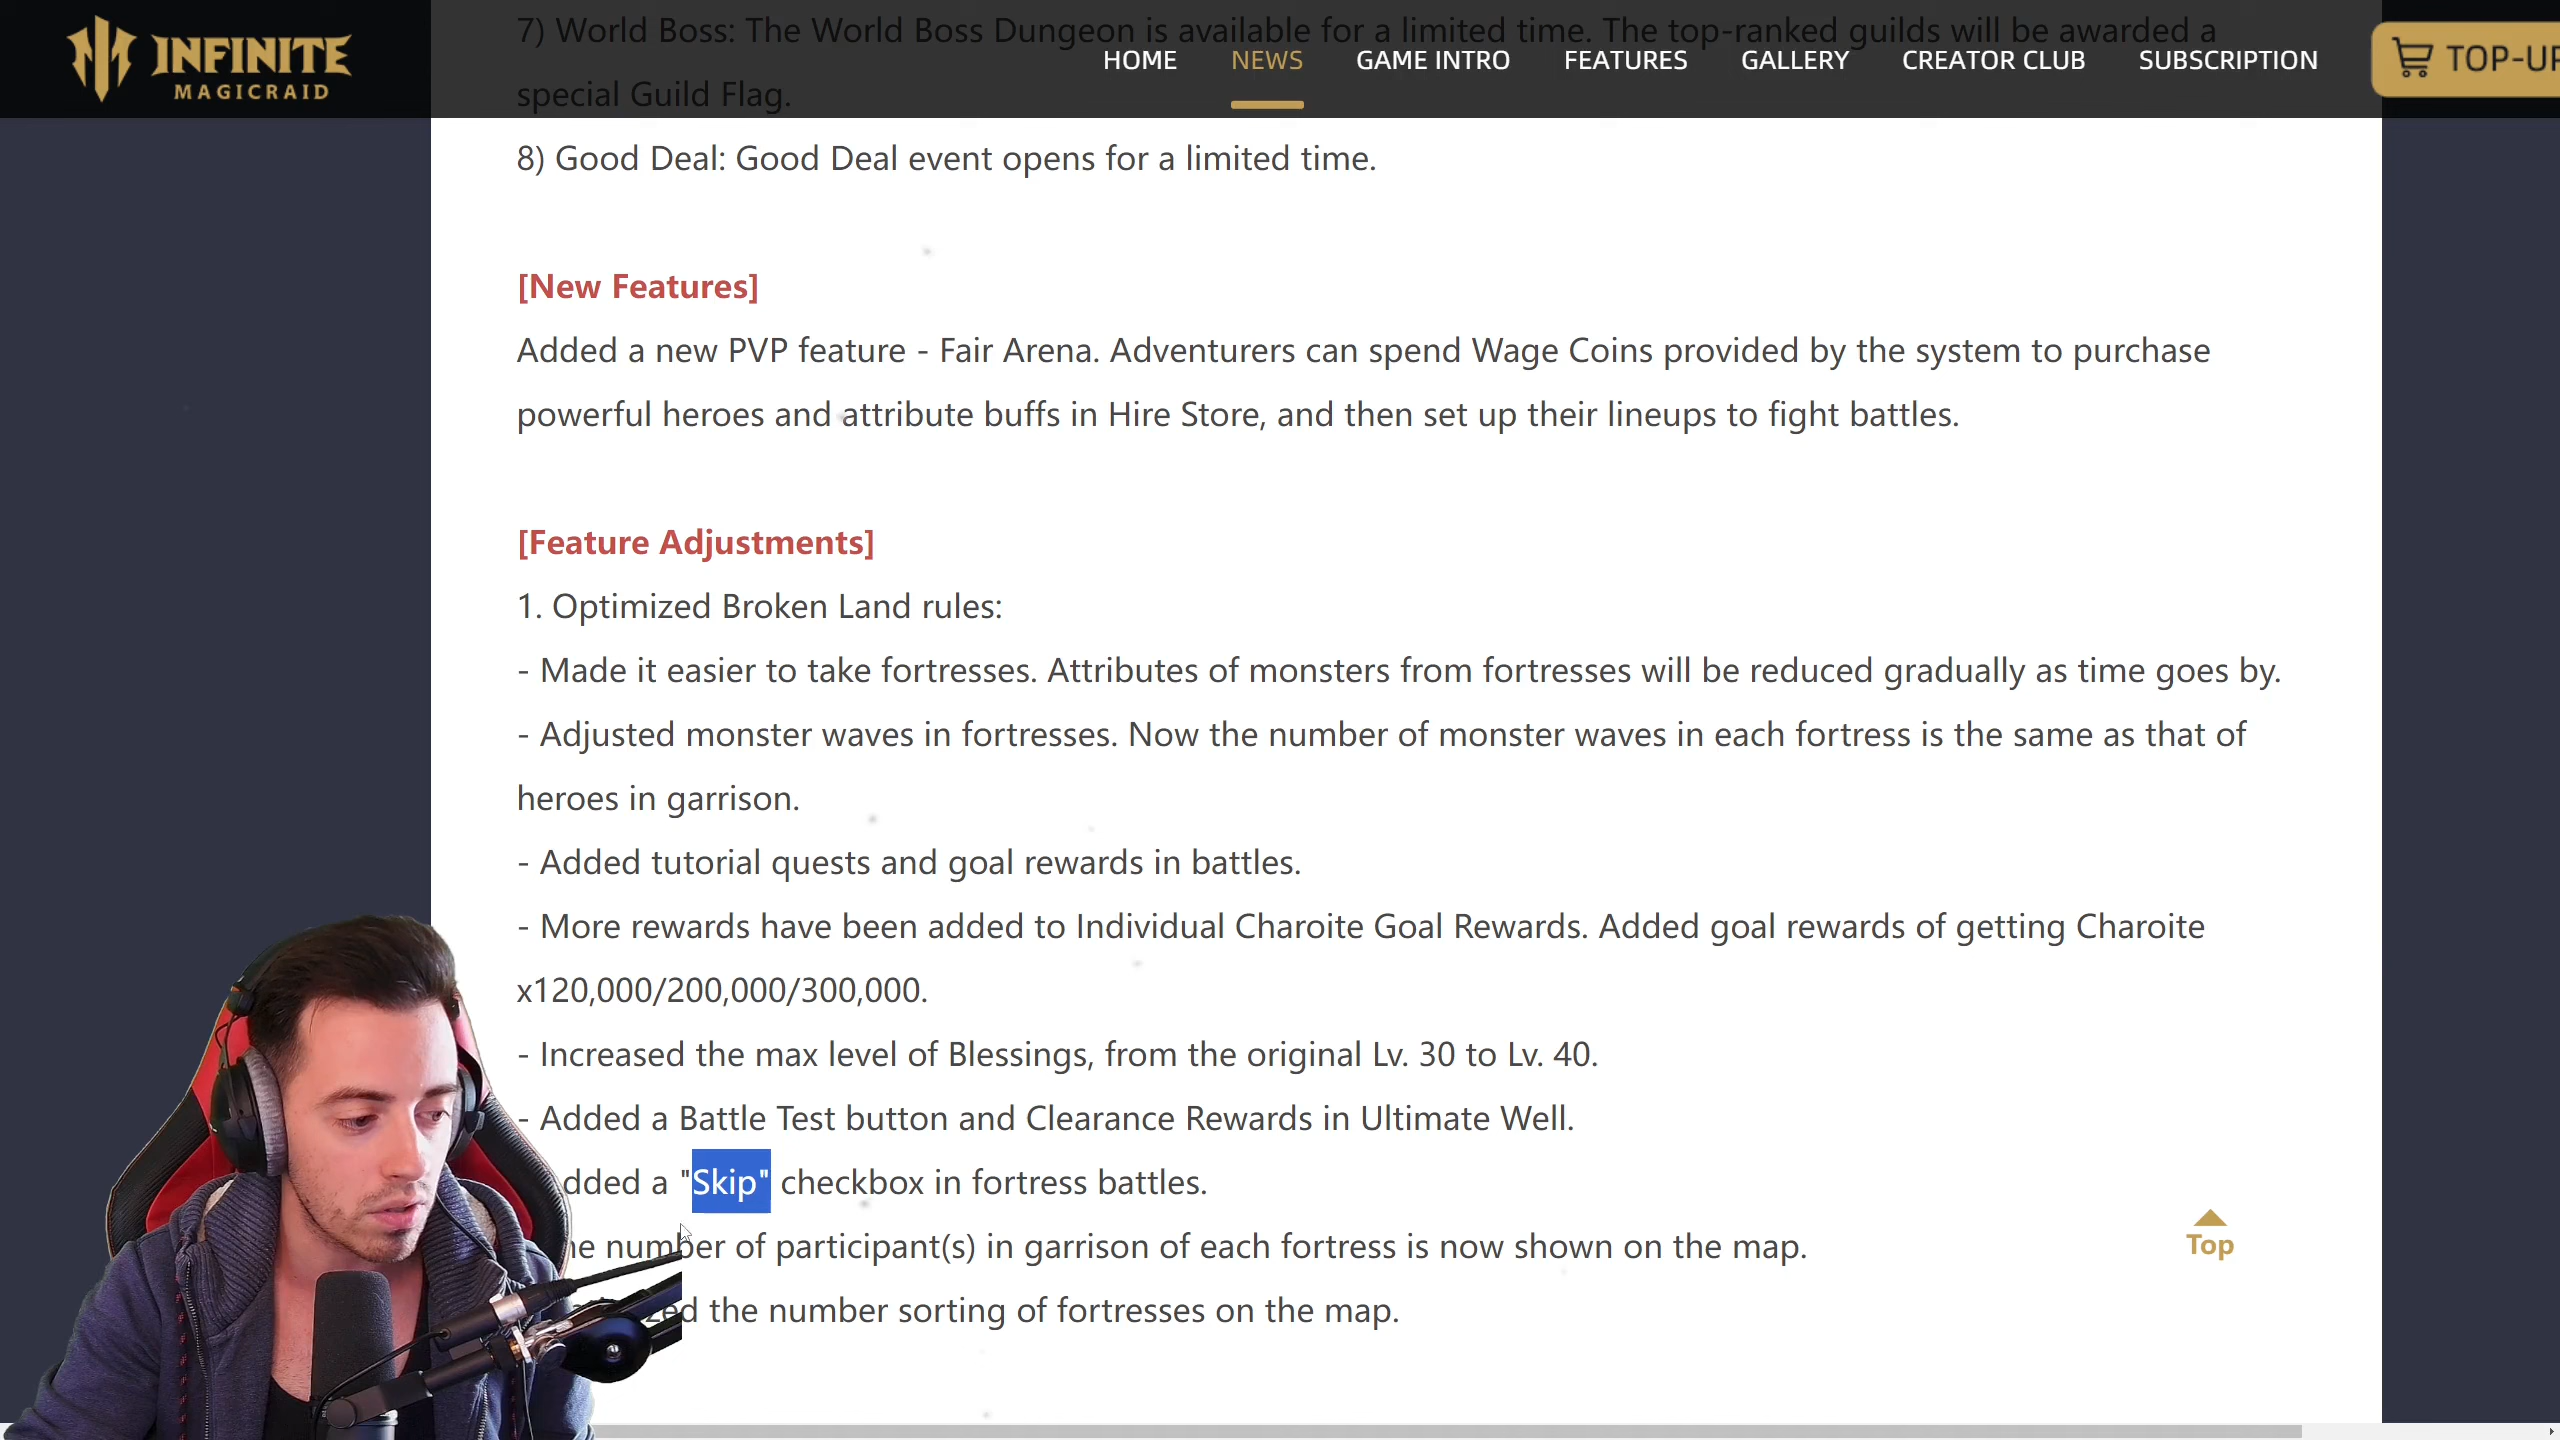 INFINITE
MAGICRAID
HOME
NEWS
GAME INTRO
FEATURES
GALLERY
CREATOR CLUB
SUBSCRIPTION
7) World Boss: The World Boss Dungeon is available for a limited time. The top-ranked guilds will be awarded a
special Guild Flag.
8) Good Deal: Good Deal event opens for a limited time.
[New Features]
Added a new PVP feature - Fair Arena. Adventurers can spend Wage Coins provided by the system to purchase
powerful heroes and attribute buffs in Hire Store, and then set up their lineups to fight battles.
[Feature Adjustments]
1. Optimized Broken Land rules:
- Made it easier to take fortresses. Attributes of monsters from fortresses will be reduced gradually as time goes by.
- Adjusted monster waves in fortresses. Now the number of monster waves in each fortress is the same as that of
heroes in garrison.
- Added tutorial quests and goal rewards in battles.
- More rewards have been added to Individual Charoite Goal Rewards. Added goal rewards of getting Charoite
x120,000/200,000/300,000.
- Increased the max level of Blessings, from the original Lv. 30 to Lv. 40.
- Added a Battle Test button and Clearance Rewards in Ultimate Well.
dded a "Skip" checkbox in fortress battles.
he number of participant(s) in garrison of each fortress is now shown on the map.
the number sorting of fortresses on the map.
Top